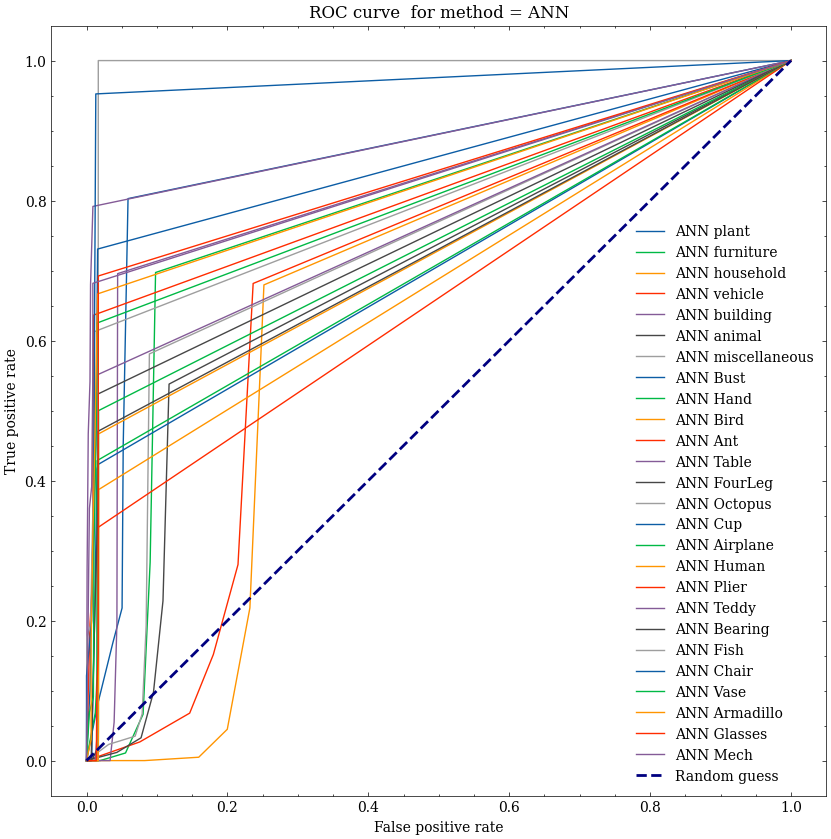 ROC curve for method = ANN
True positive rate
1.0
0.8
0.6
0.4
0.2
0.0
ANN plant
ANN furniture
ANN household
ANN vehicle
ANN building
ANN animal
ANN miscellaneous
ANN Bust
ANN Hand
ANN Bird
ANN Ant
ANN Table
ANN FourLeg
ANN Octopus
ANN Cup
ANN Airplane
ANN Human
ANN Plier
ANN Teddy
ANN Bearing
ANN Fish
ANN Chair
ANN Vase
ANN Armadillo
ANN Glasses
ANN Mech
Random guess
0.0 0.2 0.4 0.6 0.8 1.0
False positive rate